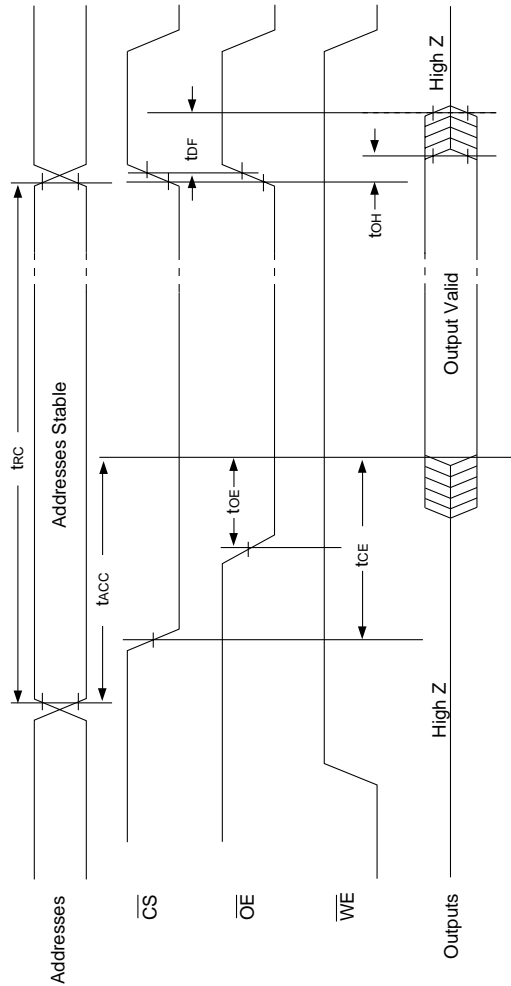 tRC
Addresses
Addresses Stable
tACC
CS
tDF
OE
tOE
WE
tOH
tCE
Outputs
High Z
Output Valid
High Z